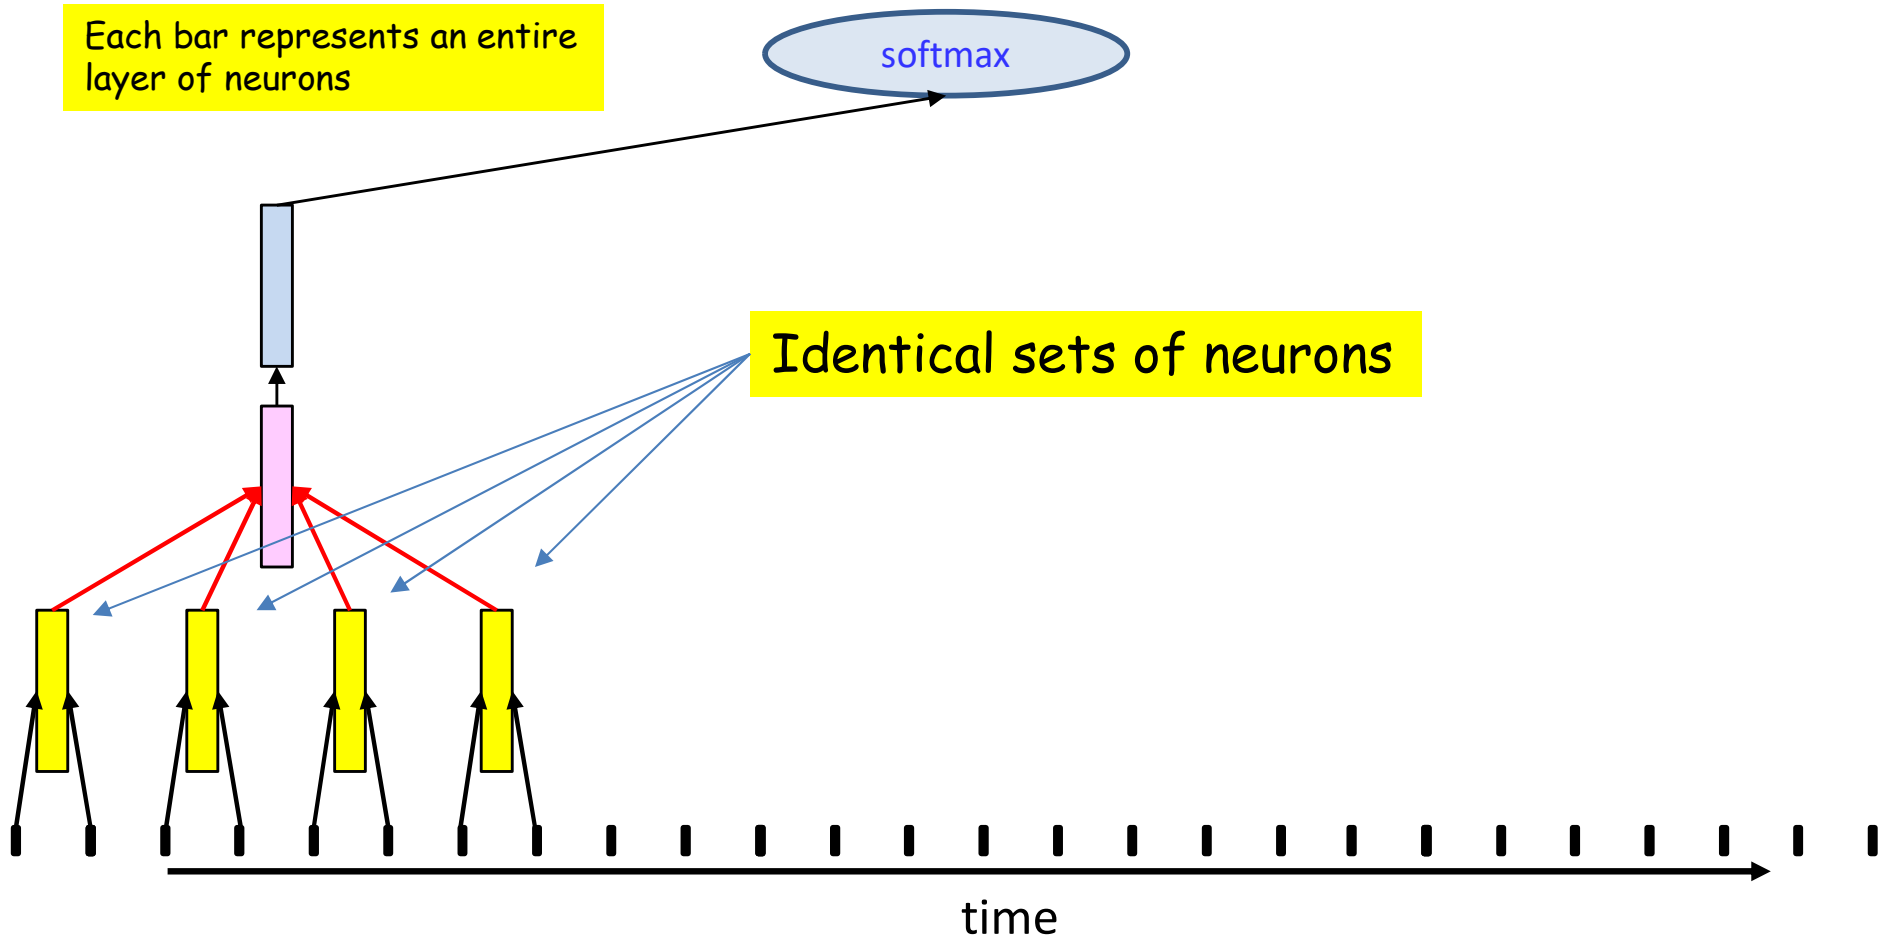 Each bar represents an entire
layer of neurons
softmax
Identical sets of neurons
time